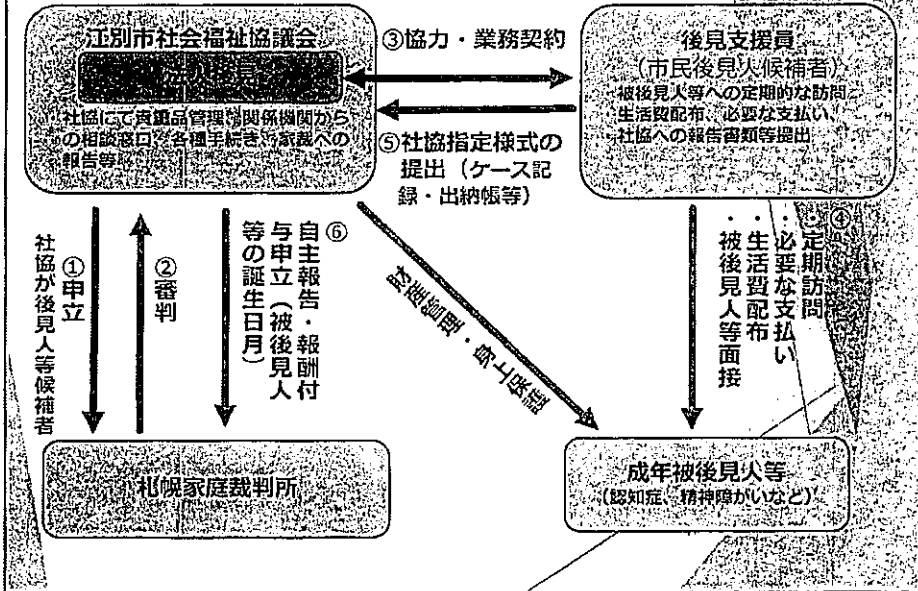 江別市社会福祉協議会
社協にて貴重品管理、関係機関から
の相談窓口、各種手続き、家裁への
報告等
③協力・業務契約
⑤社協指定様式の
提出（ケース記
録・出納帳等）
後見支援員
（市民後見人候補者）
被後見人等への定期的な訪問
生活費配布、必要な支払い、
社協への報告書類等提出
社協が後見人等候補者
①申立
②審判
⑥
自主報告・報酬付
与申立（被後見人
等の誕生日月）
財産管理・身上保護
④
・定期訪問
・必要な支払い
・生活費配布
・被後見人等面接
札幌家庭裁判所
成年被後見人等
（認知症、精神障がいなど）